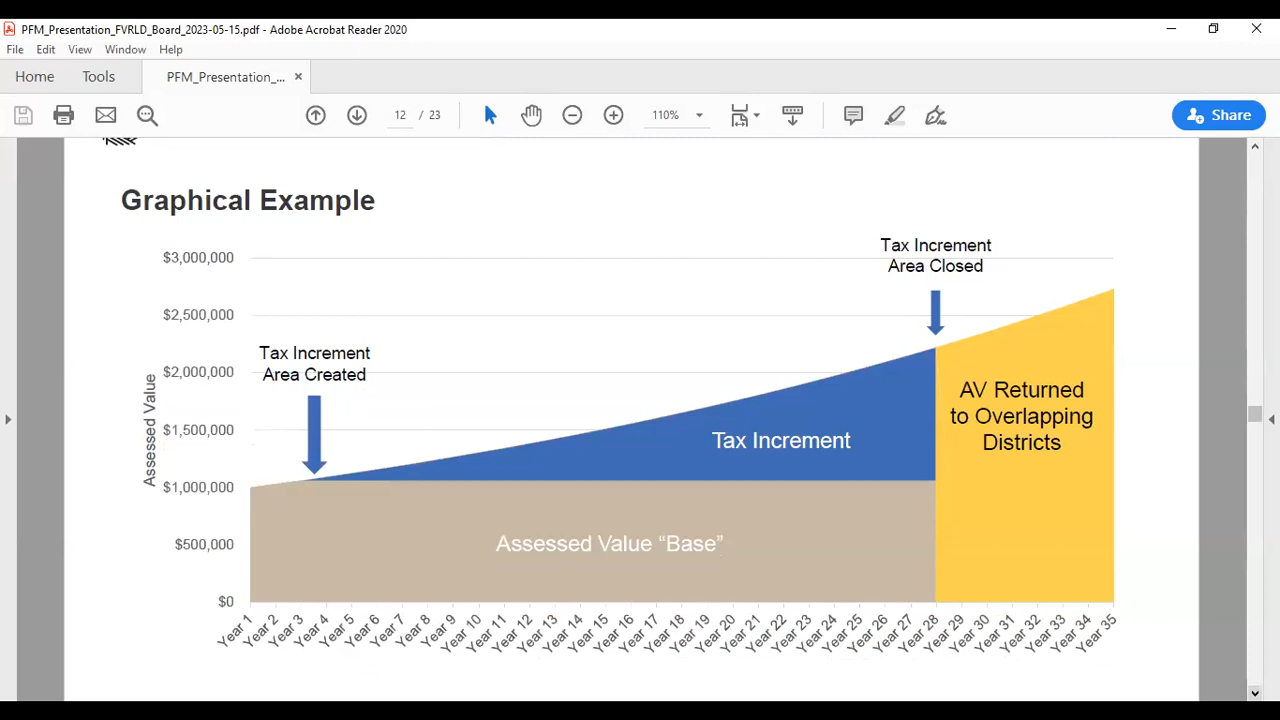 PFM_Presentation_FVRLD_Board_2023-05-15.pdf - Adobe Acrobat Reader 2020
File Edit View Window Help
Home Tools PFM_Presentation_... ×
12 / 23 110% Share
Graphical Example
Tax Increment
Area Closed
Tax Increment
Area Created
Assessed Value
$3,000,000
$2,500,000
$2,000,000
$1,500,000
$1,000,000
$500,000
$0
AV Returned
to Overlapping
Districts
Tax Increment
Assessed Value “Base”
Year 1
Year 2
Year 3
Year 4
Year 5
Year 6
Year 7
Year 8
Year 9
Year 10
Year 11
Year 12
Year 13
Year 14
Year 15
Year 16
Year 17
Year 18
Year 19
Year 20
Year 21
Year 22
Year 23
Year 24
Year 25
Year 26
Year 27
Year 28
Year 29
Year 30
Year 31
Year 32
Year 33
Year 34
Year 35